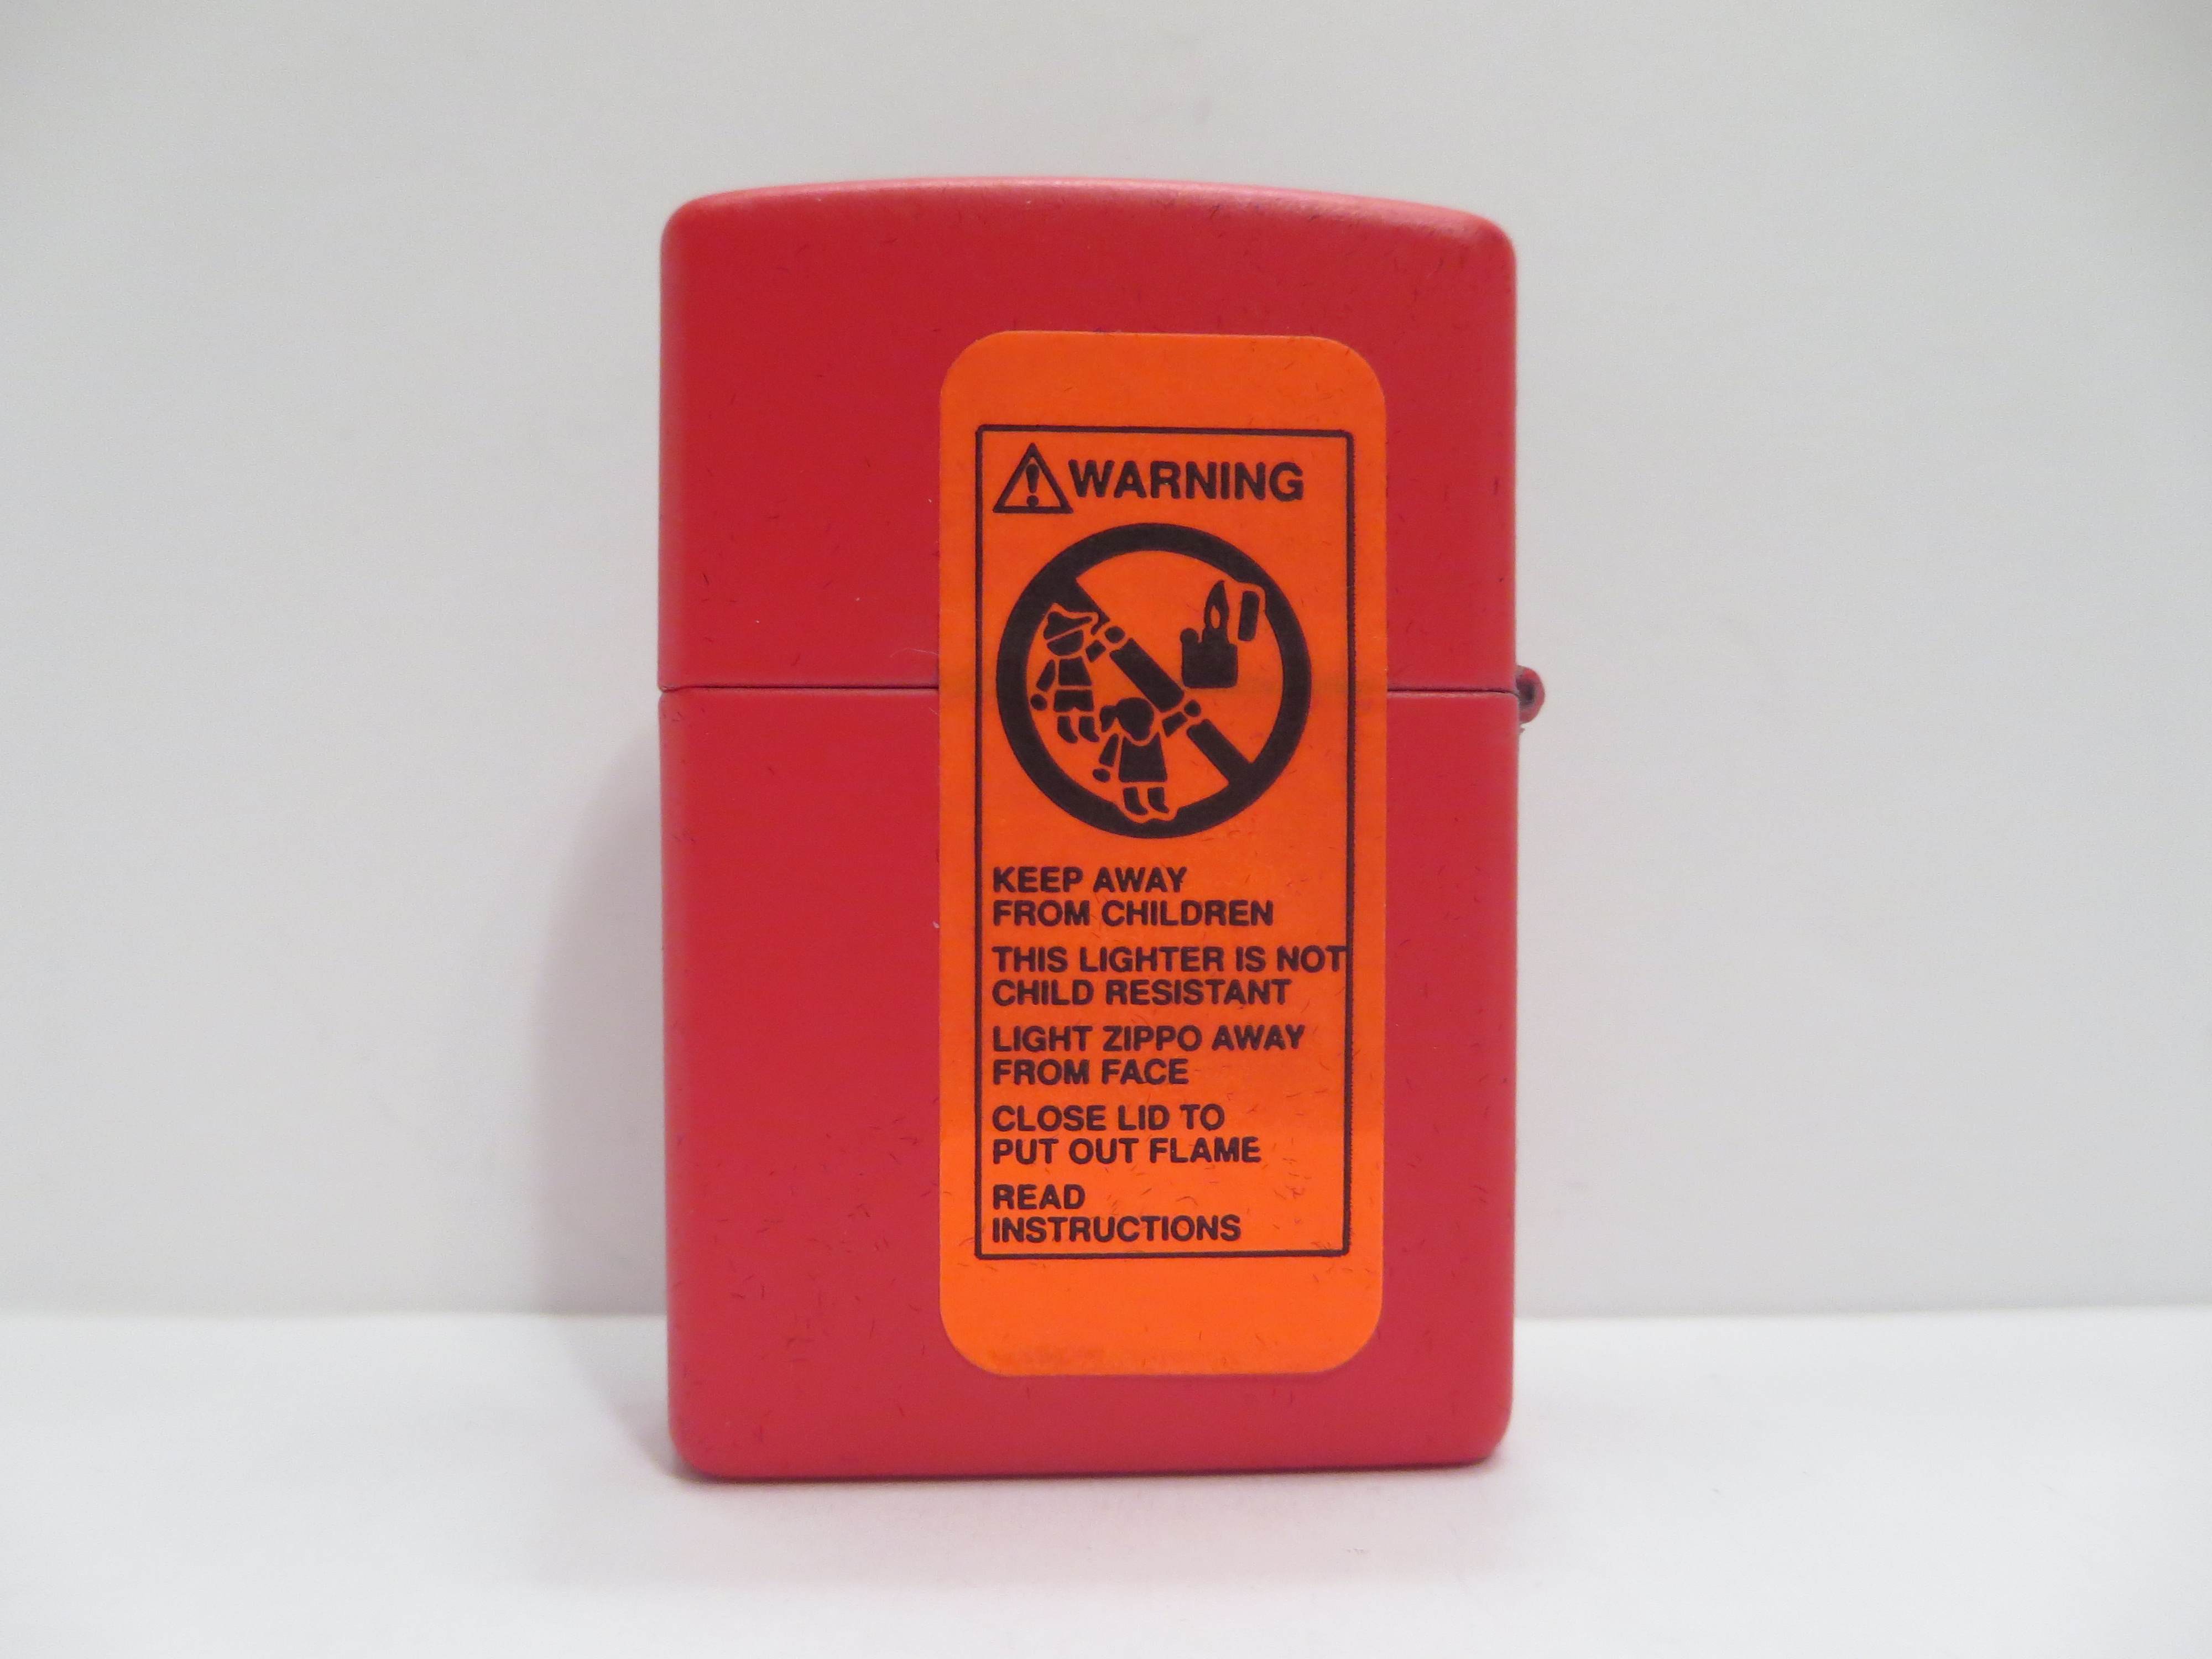 WARNING
KEEP AWAY
FROM CHILDREN
THIS LIGHTER IS NOT
CHILD RESISTANT
LIGHT ZIPPO AWAY
FROM FACE
CLOSE LID TO
PUT OUT FLAME
READ
INSTRUCTIONS